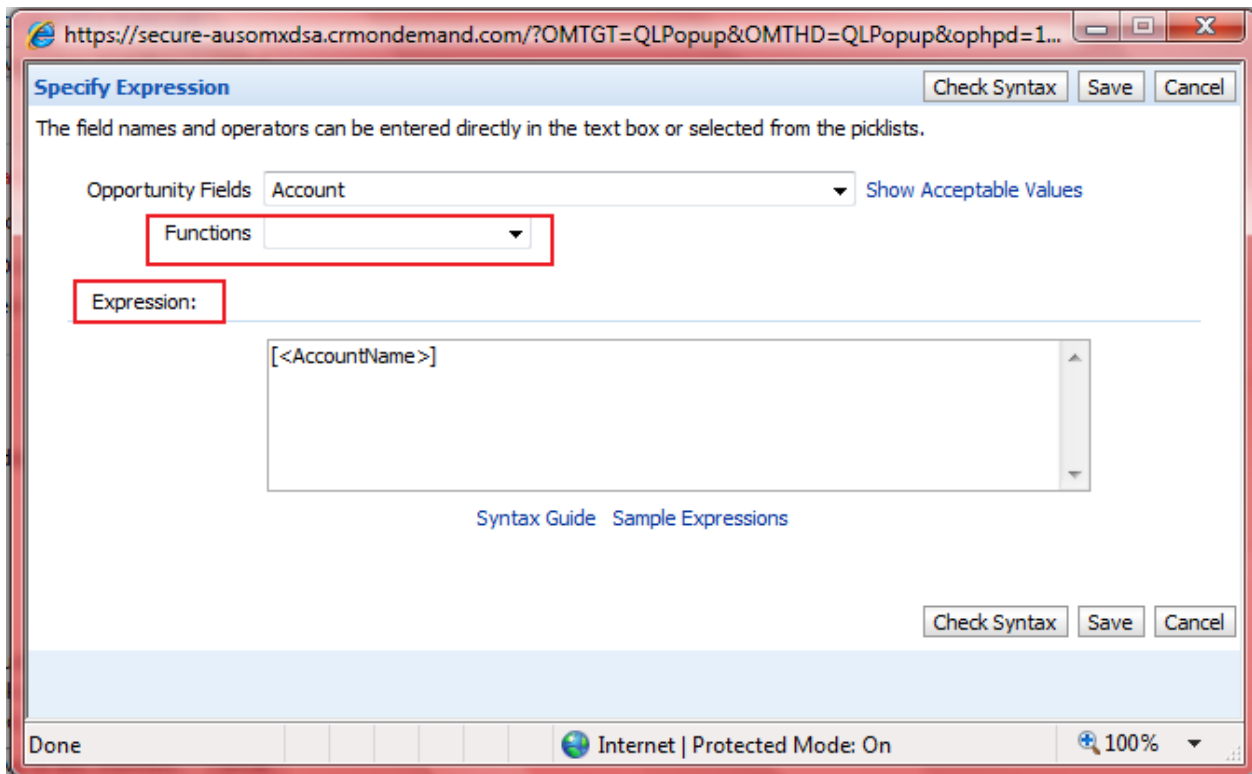 https://secure-ausomxdsa.crmondemand.com/?OMTGT=QLPopup&OMTHD=QLPopup&ophpd=1...
Specify Expression Check Syntax Save Cancel
The field names and operators can be entered directly in the text box or selected from the picklists.
Opportunity Fields Account Show Acceptable Values
Functions
Expression:
[<AccountName>]
Syntax Guide Sample Expressions
Check Syntax Save Cancel
Done Internet | Protected Mode: On 100%